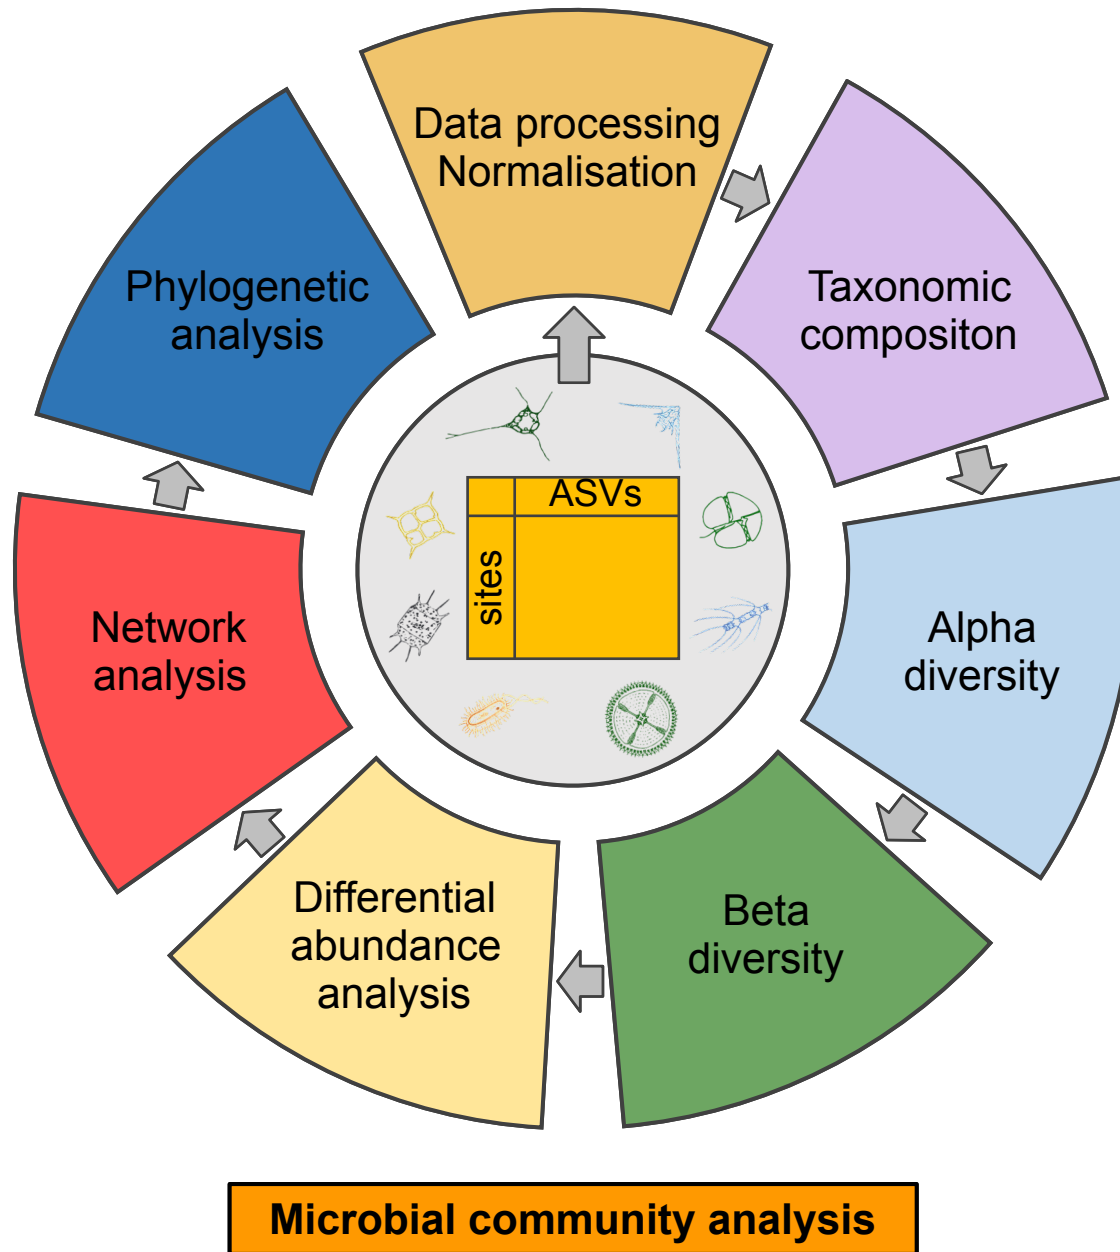 Data processing
Normalisation
Taxonomic
compositon
Alpha
diversity
Beta
diversity
Differential
abundance
analysis
Network
analysis
Phylogenetic
analysis
ASVs
sites
Microbial community analysis